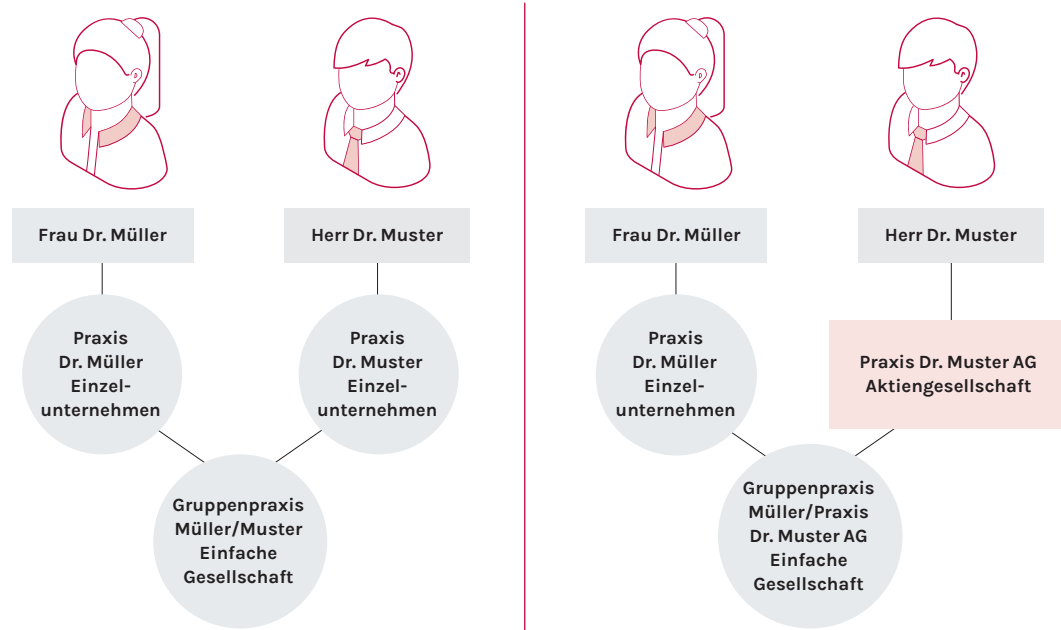 Frau Dr. Müller
Herr Dr. Muster
Praxis
Dr. Müller
Einzel-
unternehmen
Praxis
Dr. Muster
Einzel-
unternehmen
Gruppenpraxis
Müller/Muster
Einfache
Gesellschaft
Frau Dr. Müller
Herr Dr. Muster
Praxis
Dr. Müller
Einzel-
unternehmen
Praxis Dr. Muster AG
Aktiengesellschaft
Gruppenpraxis
Müller/Praxis
Dr. Muster AG
Einfache
Gesellschaft